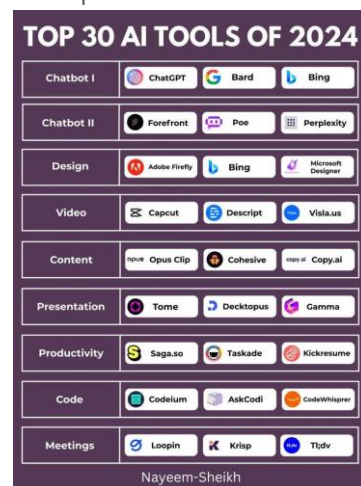 TOP 30 AI TOOLS OF 2024
Chatbot I ChatGPT Bard Bing
Chatbot II Forefront Poe Perplexity
Design Adobe Firefly Bing Microsoft Designer
Video Capcut Descript Visla.us
Content opus Opus Clip Cohesive copy.ai Copy.ai
Presentation Tome Decktopus Gamma
Productivity Saga.so Taskade Kickresume
Code Codeium AskCodi CodeWhisprer
Meetings Loopin Krisp Tl;dv
Nayeem-Sheikh